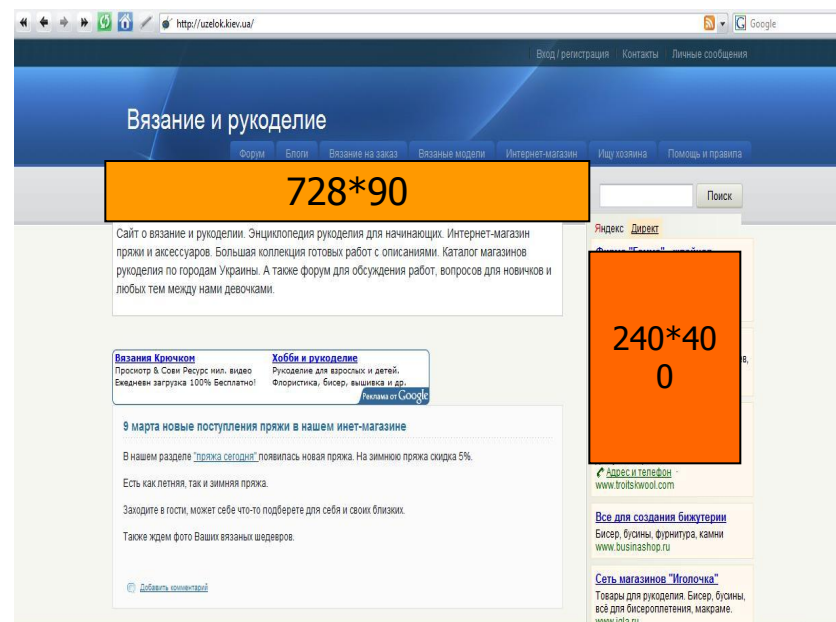 http://uzelok.kiev.ua/
Google
Вход / регистрация Контакты Личные сообщения
Вязание и рукоделие
Форум Блоги Вязание на заказ Вязаные модели Интернет-магазин Ищу хозяина Помощь и правила
728*90
Поиск
Сайт о вязание и рукоделии. Энциклопедия рукоделия для начинающих. Интернет-магазин
пряжи и аксессуаров. Большая коллекция готовых работ с описаниями. Каталог магазинов
рукоделия по городам Украины. А также форум для обсуждения работ, вопросов для новичков и
любых тем между нами девочками.
Яндекс Директ
240*40
0
Вязания Крючком
Просмотр & Сови Ресурс мил. видео
Ежедневн загрузка 100% Бесплатно!
Хобби и рукоделие
Рукоделие для взрослых и детей.
Флористика, бисер, вышивка и др.
Реклама от Google
9 марта новые поступления пряжи в нашем инет-магазине
В нашем разделе "пряжа сегодня" появилась новая пряжа. На зимнюю пряжа скидка 5%.
Есть как летняя, так и зимняя пряжа.
Заходите в гости, может себе что-то подберете для себя и своих близких.
Также ждем фото Ваших вязаных шедевров.
Добавить комментарий
Адрес и телефон -
www.troitskwool.com
Все для создания бижутерии
Бисер, бусины, фурнитура, камни
www.businashop.ru
Сеть магазинов "Иголочка"
Товары для рукоделия. Бисер, бусины,
всё для бисероплетения, макраме.
www.igla.ru